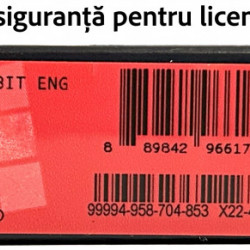 siguranță pentru licen
BIT ENG
8 89842 96617
99994-958-704-853 X22-